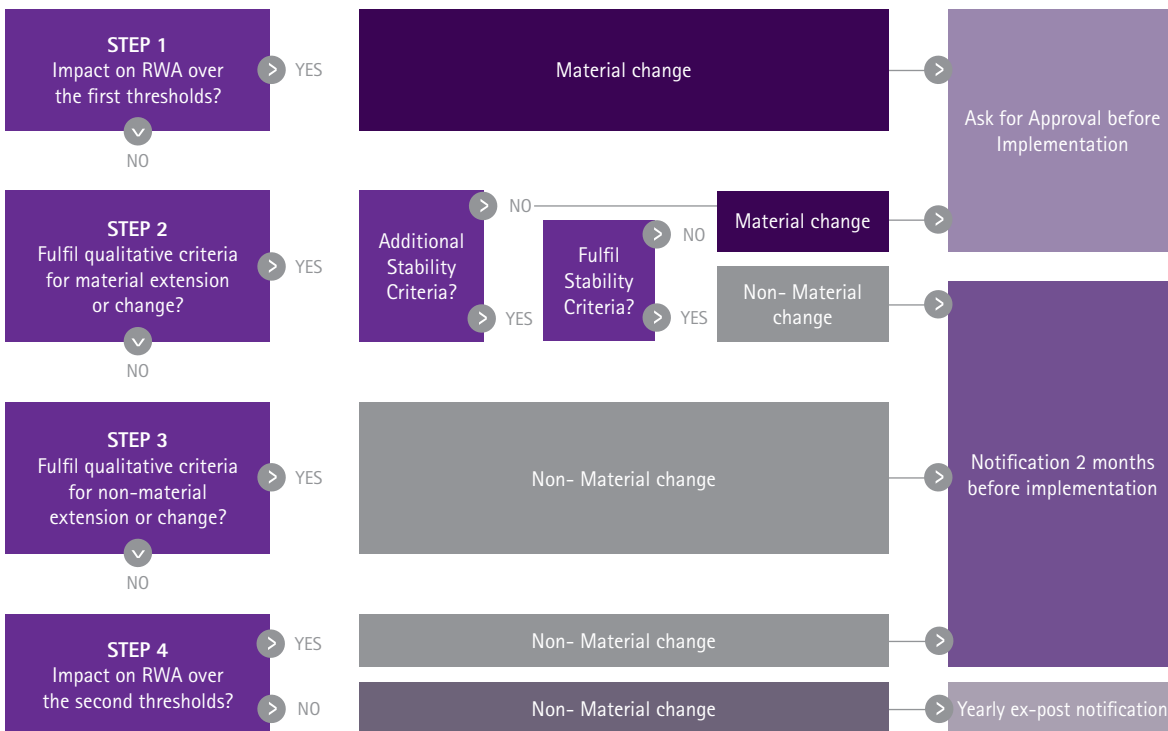 STEP 1
Impact on RWA over
the first thresholds?
YES
Material change
Ask for Approval before
Implementation
NO
STEP 2
Fulfil qualitative criteria
for material extension
or change?
YES
Additional
Stability
Criteria?
NO
YES
Fulfil
Stability
Criteria?
NO
YES
Material change
Non- Material
change
NO
STEP 3
Fulfil qualitative criteria
for non-material
extension or change?
YES
Non- Material change
Notification 2 months
before implementation
NO
STEP 4
Impact on RWA over
the second thresholds?
YES
Non- Material change
NO
Non- Material change
Yearly ex-post notification